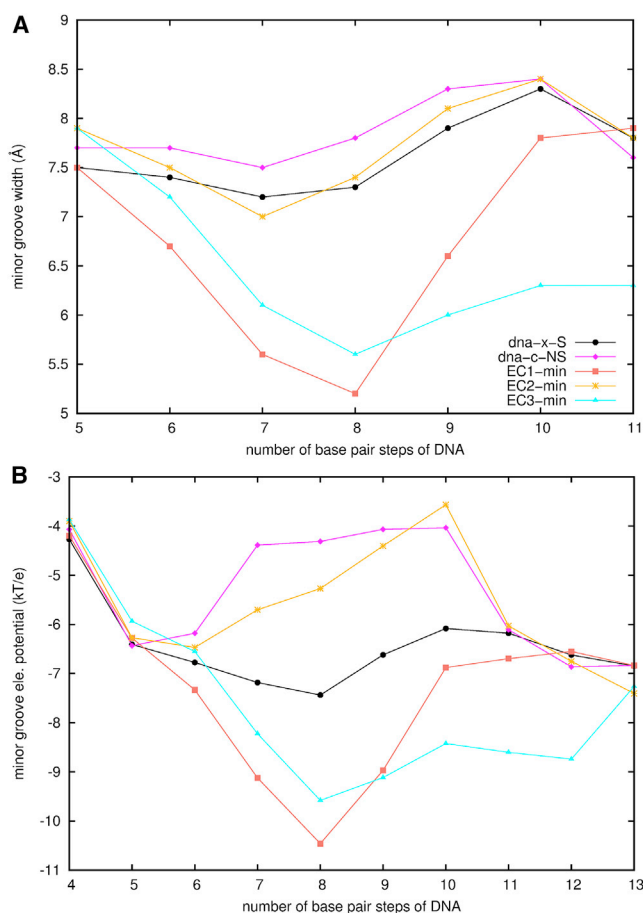 A
minor groove width (Å)
9
8.5
8
7.5
7
6.5
6
5.5
5
dna-x-S
dna-c-NS
EC1-min
EC2-min
EC3-min
5 6 7 8 9 10 11
number of base pair steps of DNA
B
minor groove ele. potential (kT/e)
-3
-4
-5
-6
-7
-8
-9
-10
-11
4 5 6 7 8 9 10 11 12 13
number of base pair steps of DNA